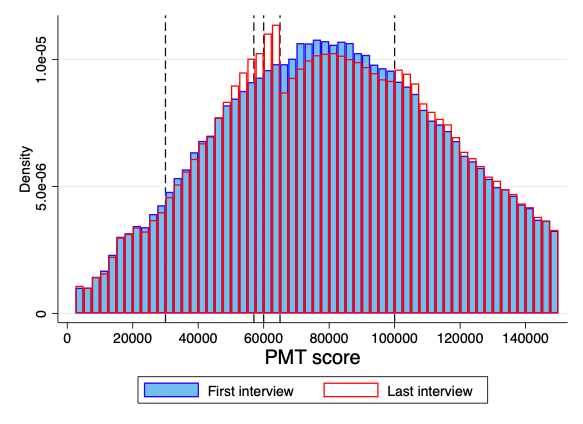 1.0e-05
5.0e-06
0
Density
0 20000 40000 60000 80000 100000 120000 140000
PMT score
First interview Last interview